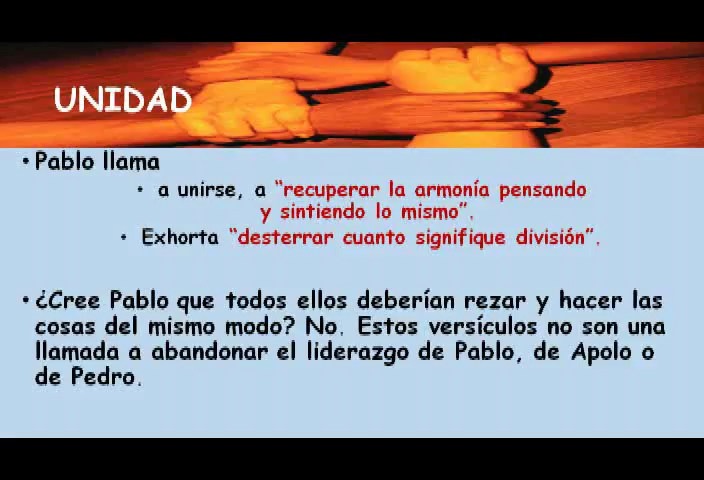 UNIDAD
• Pablo llama
• a unirse, a “recuperar la armonía pensando
y sintiendo lo mismo”.
• Exhorta “desterrar cuanto signifique división”.
• ¿Cree Pablo que todos ellos deberían rezar y hacer las
cosas del mismo modo? No. Estos versículos no son una
llamada a abandonar el liderazgo de Pablo, de Apolo o
de Pedro.